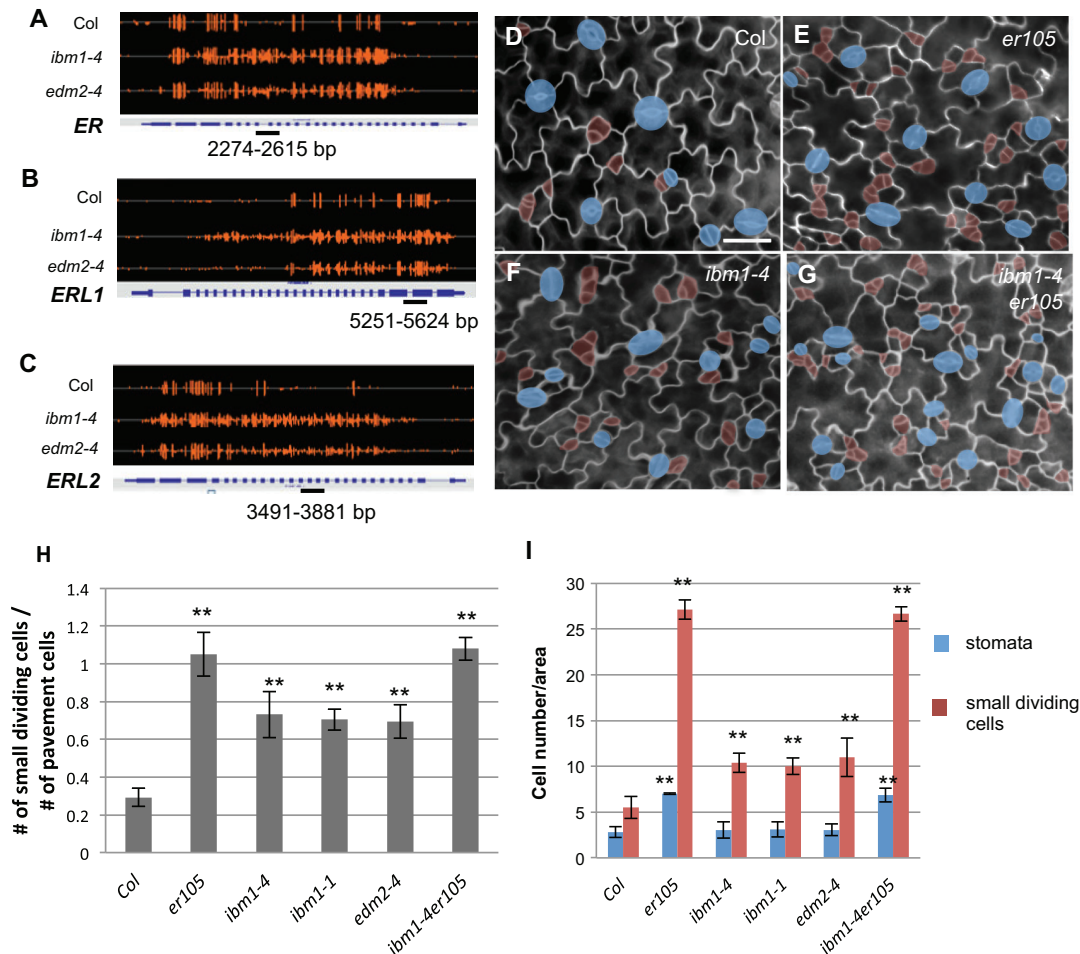 A
Col
ibm1-4
edm2-4
ER
2274-2615 bp
B
Col
ibm1-4
edm2-4
ERL1
5251-5624 bp
C
Col
ibm1-4
edm2-4
ERL2
3491-3881 bp
D
Col
E
er105
F
ibm1-4
G
ibm1-4
er105
H
# of small dividing cells /
# of pavement cells
1.4
1.2
1
0.8
0.6
0.4
0.2
0
**
**
**
**
**
Col
er105
ibm1-4
ibm1-1
edm2-4
ibm1-4er105
I
Cell number/area
30
25
20
15
10
5
0
**
**
**
**
**
**
**
Col
er105
ibm1-4
ibm1-1
edm2-4
ibm1-4er105
stomata
small dividing
cells